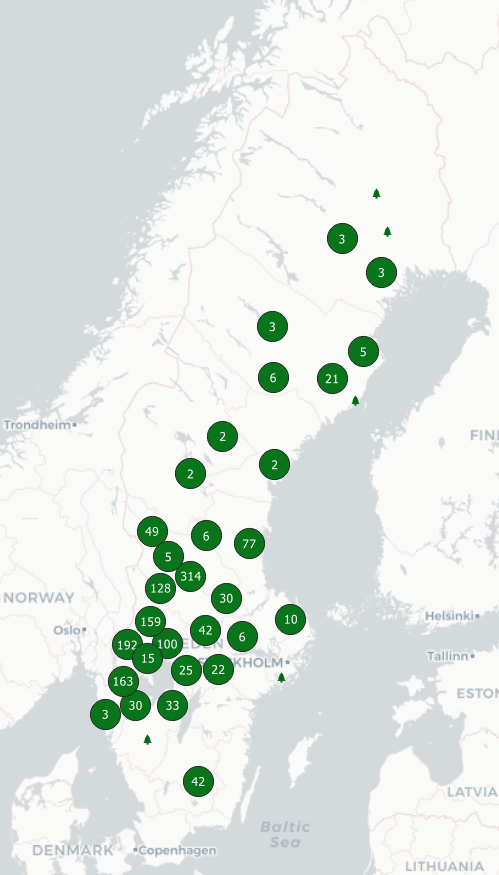 3
3
3
5
6
21
Trondheim
2
FIN
2
2
49
6
77
5
314
128
NORWAY
30
10
159
42
Helsinki
Oslo
6
192
100
EDEN
15
Tallinn
STOCKHOLM
25
22
163
ESTON
3
30
33
42
LATVIA
Baltic
Sea
DENMARK
Copenhagen
LITHUANIA